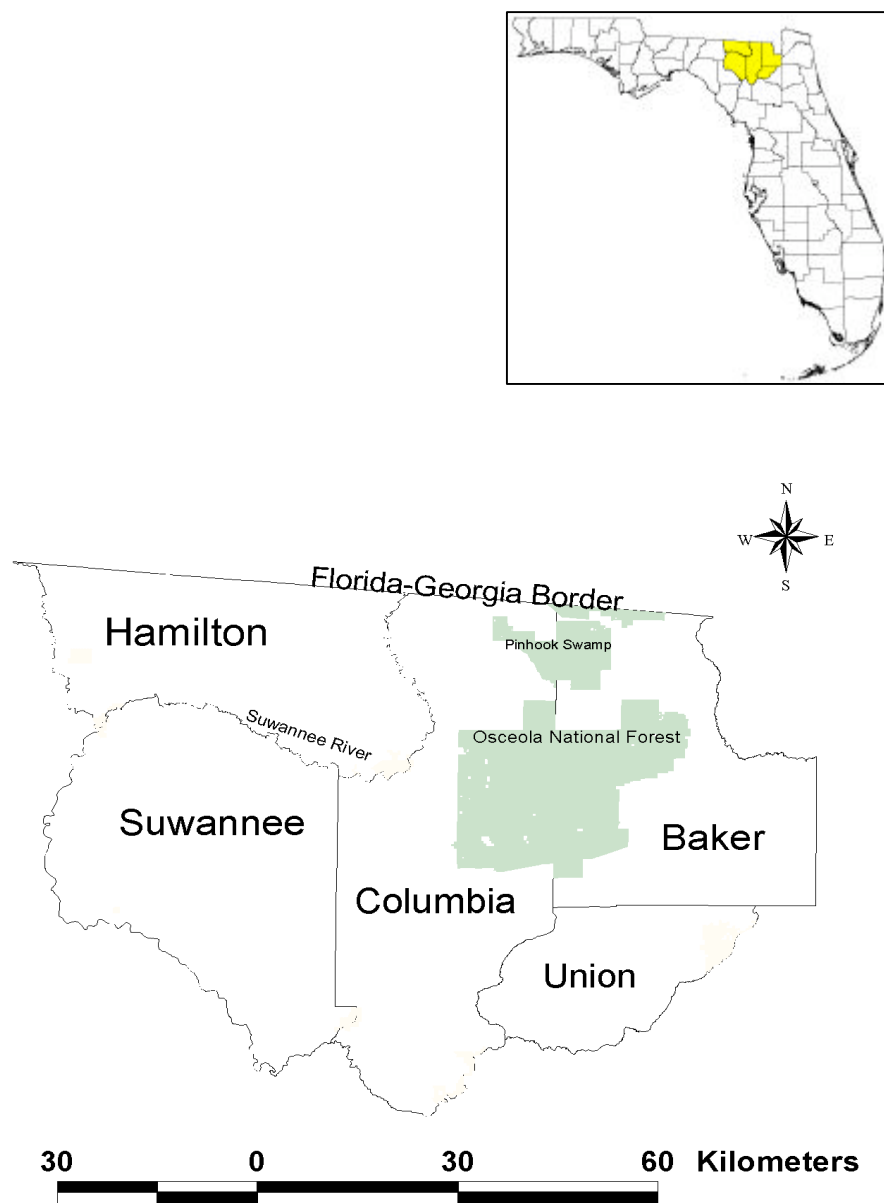 N
W E
S
Florida-Georgia Border
Hamilton
Pinhook Swamp
Suwannee River
Osceola National Forest
Suwannee
Baker
Columbia
Union
30 0 30 60 Kilometers